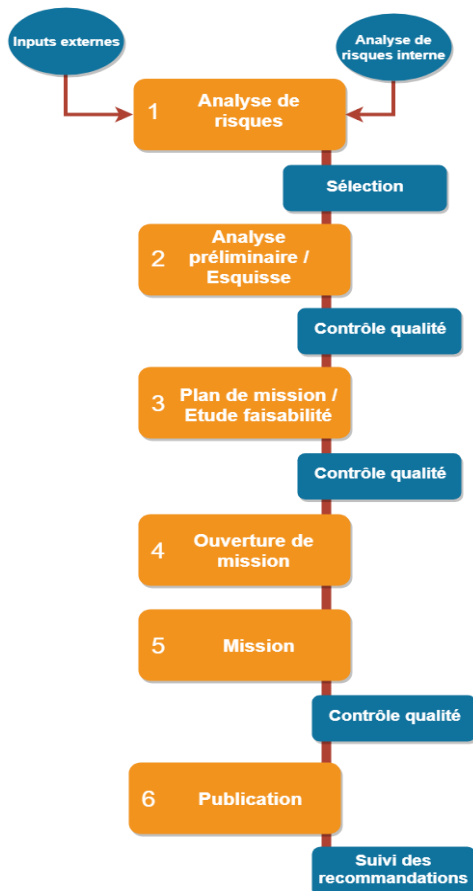 Inputs externes
Analyse de
risques interne
1
Analyse de
risques
Sélection
2
Analyse
préliminaire /
Esquisse
Contrôle qualité
3
Plan de mission /
Etude faisabilité
Contrôle qualité
4
Ouverture de
mission
5
Mission
Contrôle qualité
6
Publication
Suivi des
recommandations